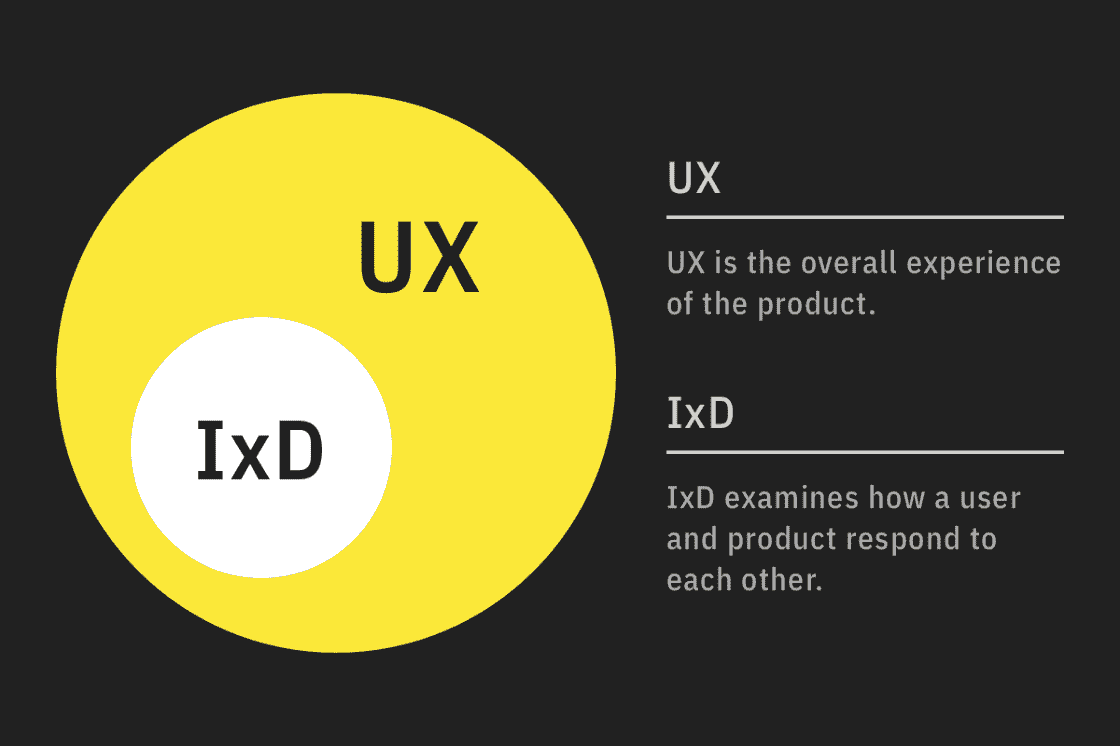 UX
IxD
UX
UX is the overall experience
of the product.
IxD
IxD examines how a user
and product respond to
each other.